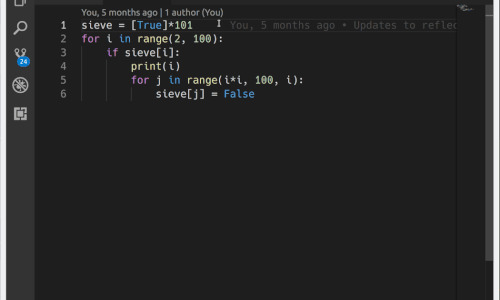 You, 5 months ago | 1 author (You)
1 sieve = [True]*101 You, 5 months ago • Updates to reflec
2 for i in range(2, 100):
3 if sieve[i]:
4 print(i)
5 for j in range(i*i, 100, i):
6 sieve[j] = False
24